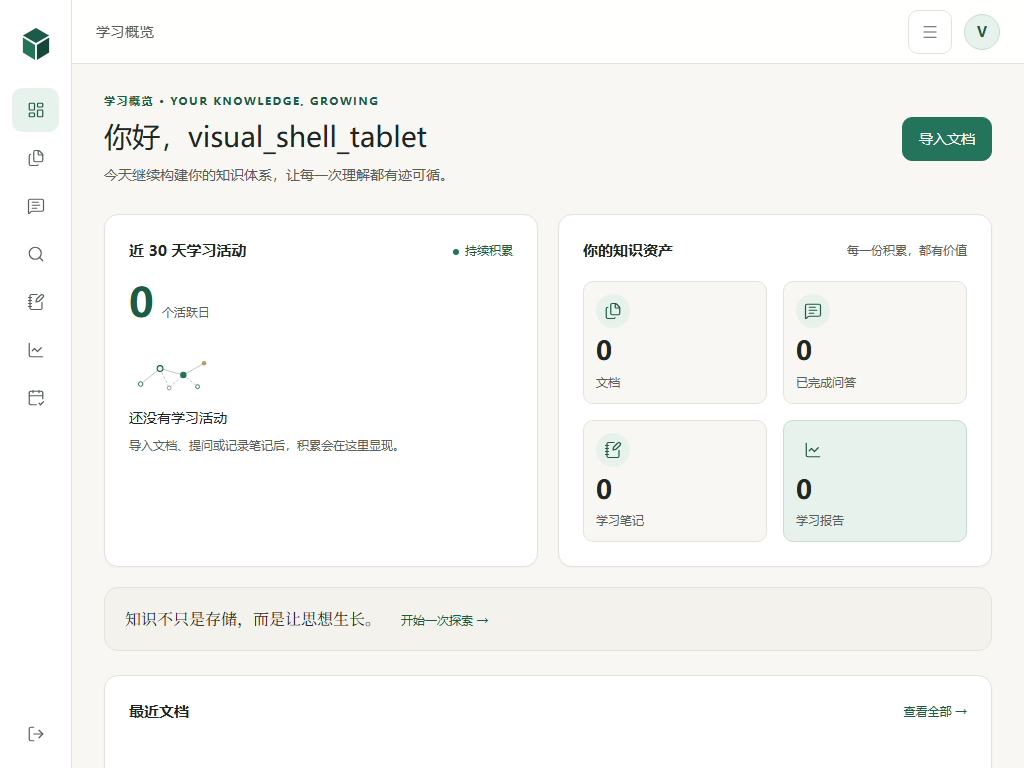 学习概览
V
学习概览 • YOUR KNOWLEDGE, GROWING
你好，visual_shell_tablet
今天继续构建你的知识体系，让每一次理解都有迹可循。
导入文档
近 30 天学习活动
持续积累
0 个活跃日
还没有学习活动
导入文档、提问或记录笔记后，积累会在这里显现。
你的知识资产
每一份积累，都有价值
0
文档
0
已完成问答
0
学习笔记
0
学习报告
知识不只是存储，而是让思想生长。
开始一次探索 →
最近文档
查看全部 →